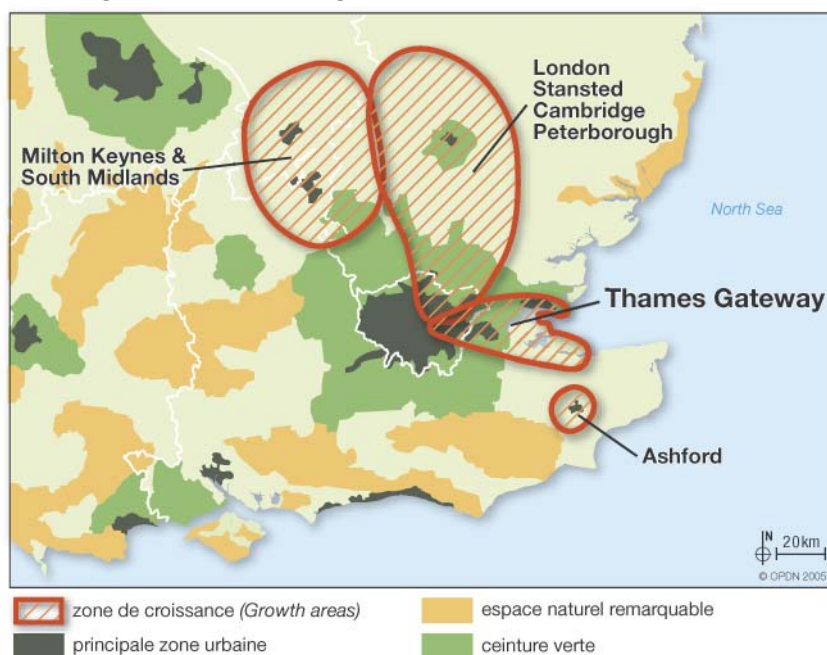 London
Stansted
Cambridge
Peterborough
Milton Keynes &
South Midlands
North Sea
Thames Gateway
Ashford
N
20km
© OPDN 2005
zone de croissance (Growth areas)
espace naturel remarquable
principale zone urbaine
ceinture verte